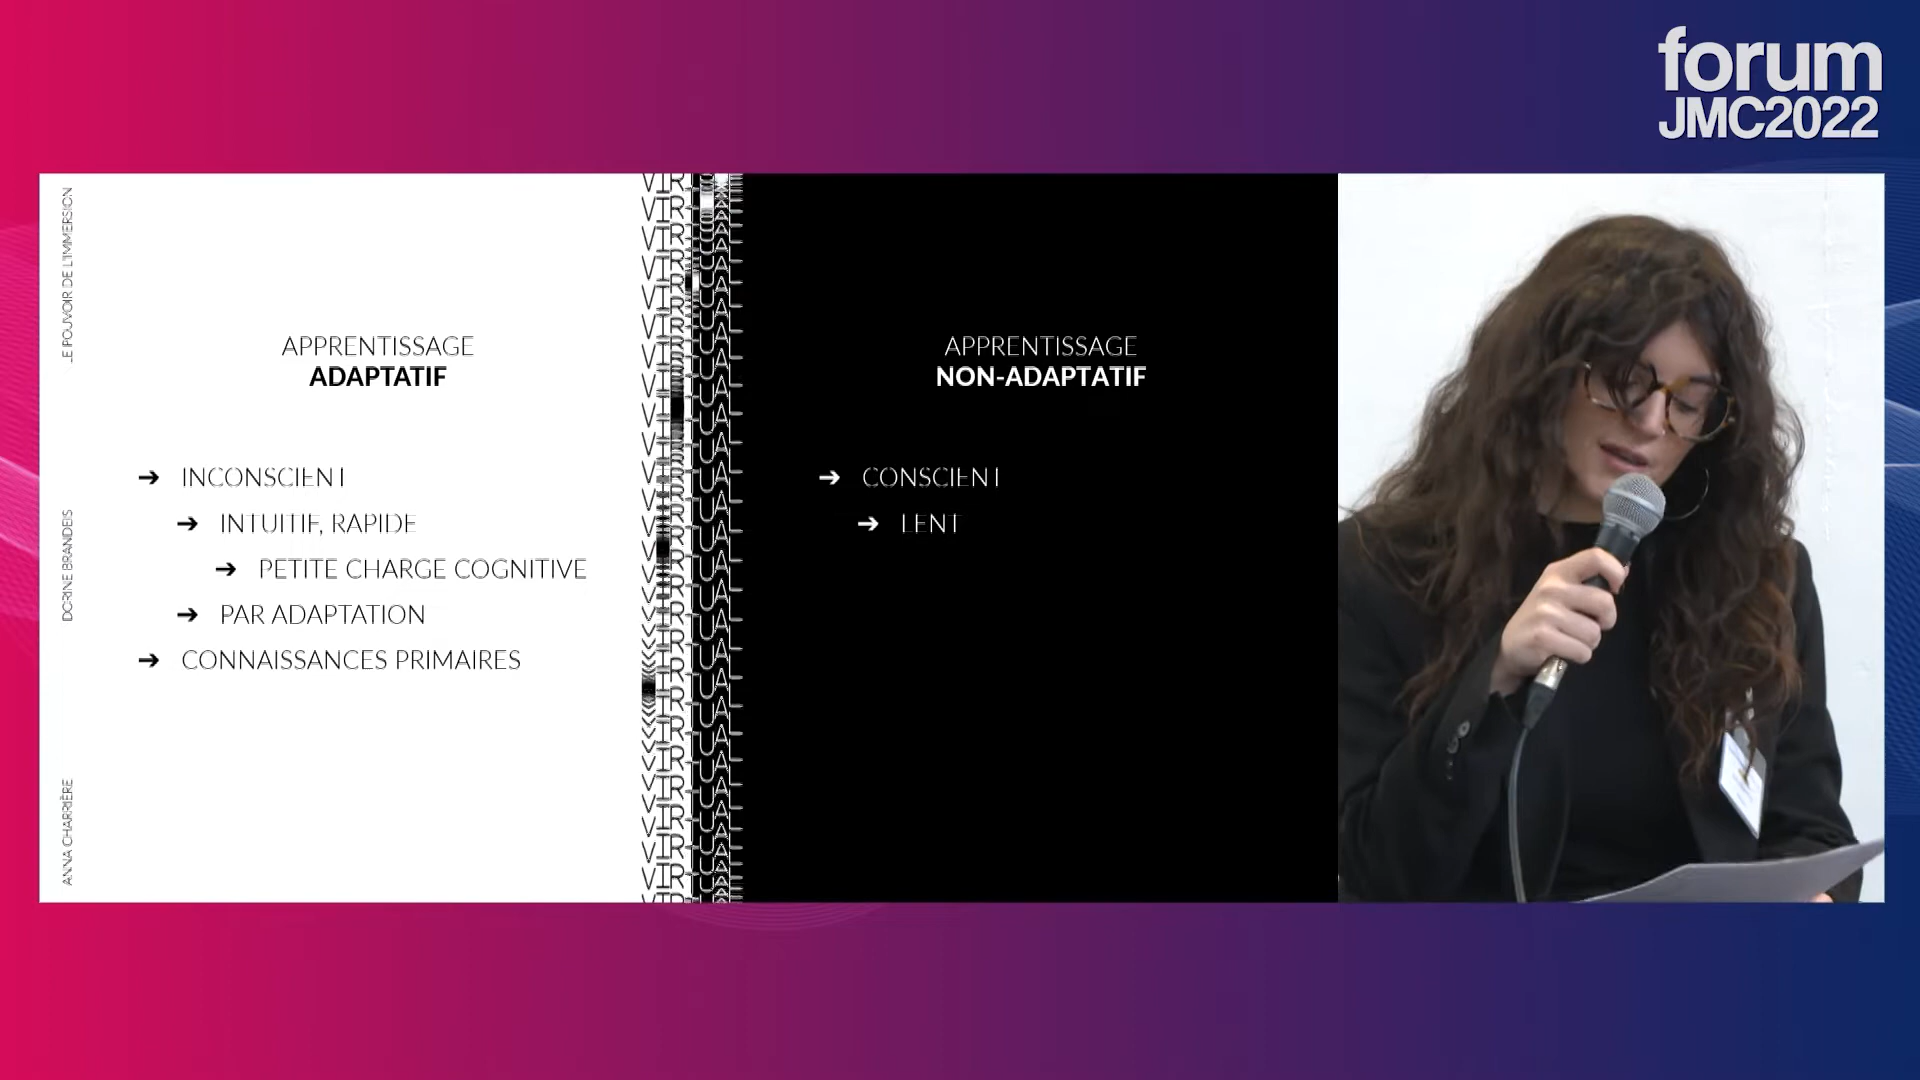 forum
JMC2022
LE POUVOIR DE L'IMMERSION
DORINE BRANDEIS
ANNA CHARRIÈRE
APPRENTISSAGE
ADAPTATIF
➔ INCONSCIENT
➔ INTUITIF, RAPIDE
➔ PETITE CHARGE COGNITIVE
➔ PAR ADAPTATION
➔ CONNAISSANCES PRIMAIRES
VIRTUAL
APPRENTISSAGE
NON-ADAPTATIF
➔ CONSCIENT
➔ LENT